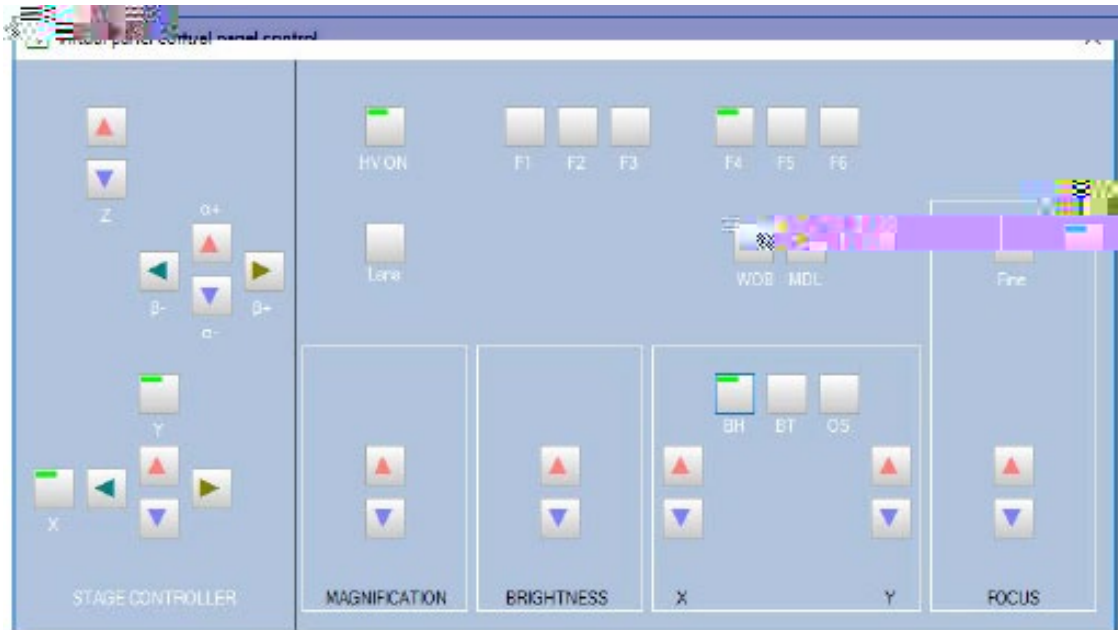 HV ON
F1 F2 F3
F4 F5 F6
Z
α+
β- β+
α-
Lens
WOB MDL
Fine
Y
X
BH BT OS
STAGE CONTROLLER
MAGNIFICATION
BRIGHTNESS
X Y
FOCUS